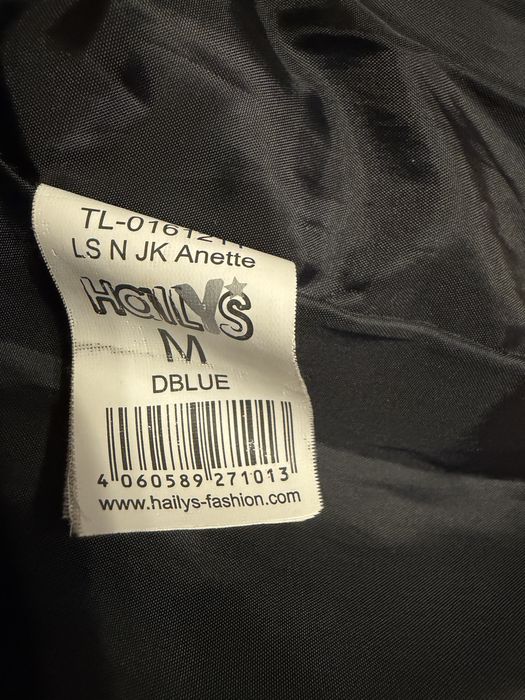 LS N JK Anette
HaiLYS
M
DBLUE
4 060589 271013
www.hailys-fashion.com